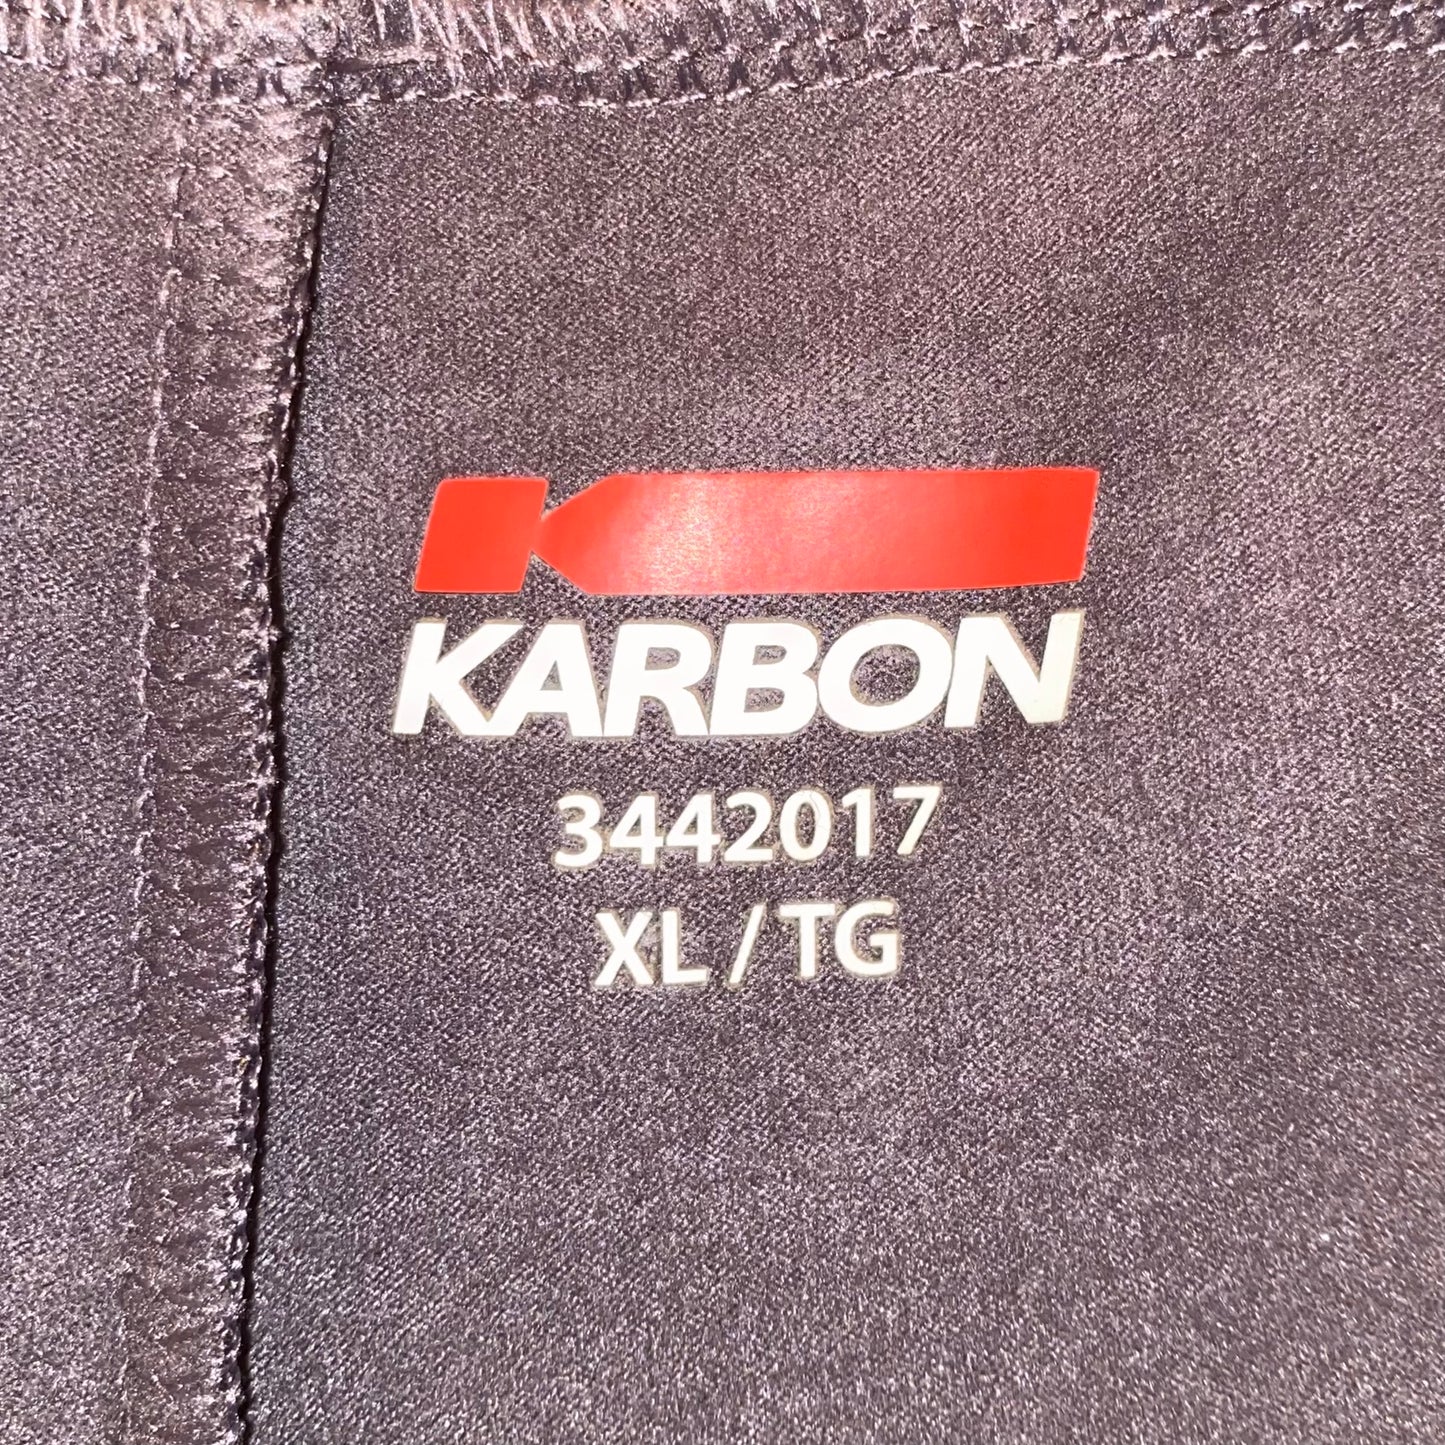 KARBON
3442017
XL / TG